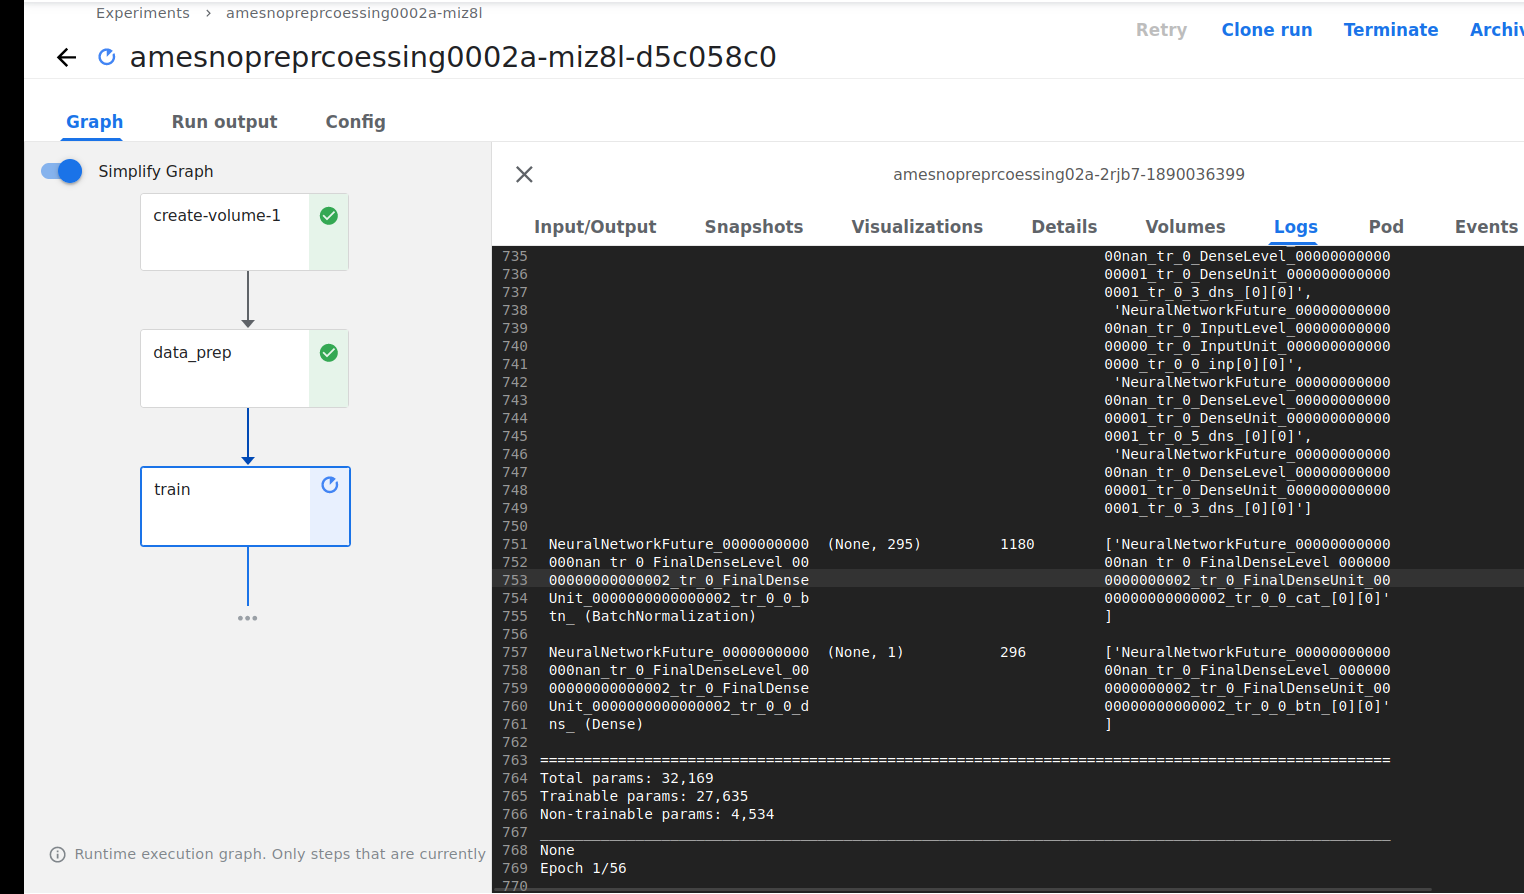 Experiments > amesnopreprcoessing0002a-miz8l
Retry Clone run Terminate Archiv
amesnopreprcoessing0002a-miz8l-d5c058c0
Graph Run output Config
Simplify Graph
create-volume-1
data_prep
train
•••
Runtime execution graph. Only steps that are currently
amesnopreprcoessing02a-2rjb7-1890036399
Input/Output Snapshots Visualizations Details Volumes Logs Pod Events
735 00nan_tr_0_DenseLevel_00000000000
736 00001_tr_0_DenseUnit_000000000000
737 0001_tr_0_3_dns_[0][0]',
738 'NeuralNetworkFuture_00000000000
739 00nan_tr_0_InputLevel_00000000000
740 00000_tr_0_InputUnit_000000000000
741 0000_tr_0_0_inp[0][0]',
742 'NeuralNetworkFuture_00000000000
743 00nan_tr_0_DenseLevel_00000000000
744 00001_tr_0_DenseUnit_000000000000
745 0001_tr_0_5_dns_[0][0]',
746 'NeuralNetworkFuture_00000000000
747 00nan_tr_0_DenseLevel_00000000000
748 00001_tr_0_DenseUnit_000000000000
749 0001_tr_0_3_dns_[0][0]']
750
751 NeuralNetworkFuture_0000000000 (None, 295) 1180 ['NeuralNetworkFuture_00000000000
752 000nan_tr_0_FinalDenseLevel_00 00nan_tr_0_FinalDenseLevel_000000
753 00000000000002_tr_0_FinalDense 0000000002_tr_0_FinalDenseUnit_00
754 Unit_0000000000000002_tr_0_0_b 00000000000002_tr_0_0_cat_[0][0]'
755 tn_ (BatchNormalization) ]
756
757 NeuralNetworkFuture_0000000000 (None, 1) 296 ['NeuralNetworkFuture_00000000000
758 000nan_tr_0_FinalDenseLevel_00 00nan_tr_0_FinalDenseLevel_000000
759 00000000000002_tr_0_FinalDense 0000000002_tr_0_FinalDenseUnit_00
760 Unit_0000000000000002_tr_0_0_d 00000000000002_tr_0_0_btn_[0][0]'
761 ns_ (Dense) ]
762
763 ==================================================================================================
764 Total params: 32,169
765 Trainable params: 27,635
766 Non-trainable params: 4,534
767 __________________________________________________________________________________________________
768 None
769 Epoch 1/56
770